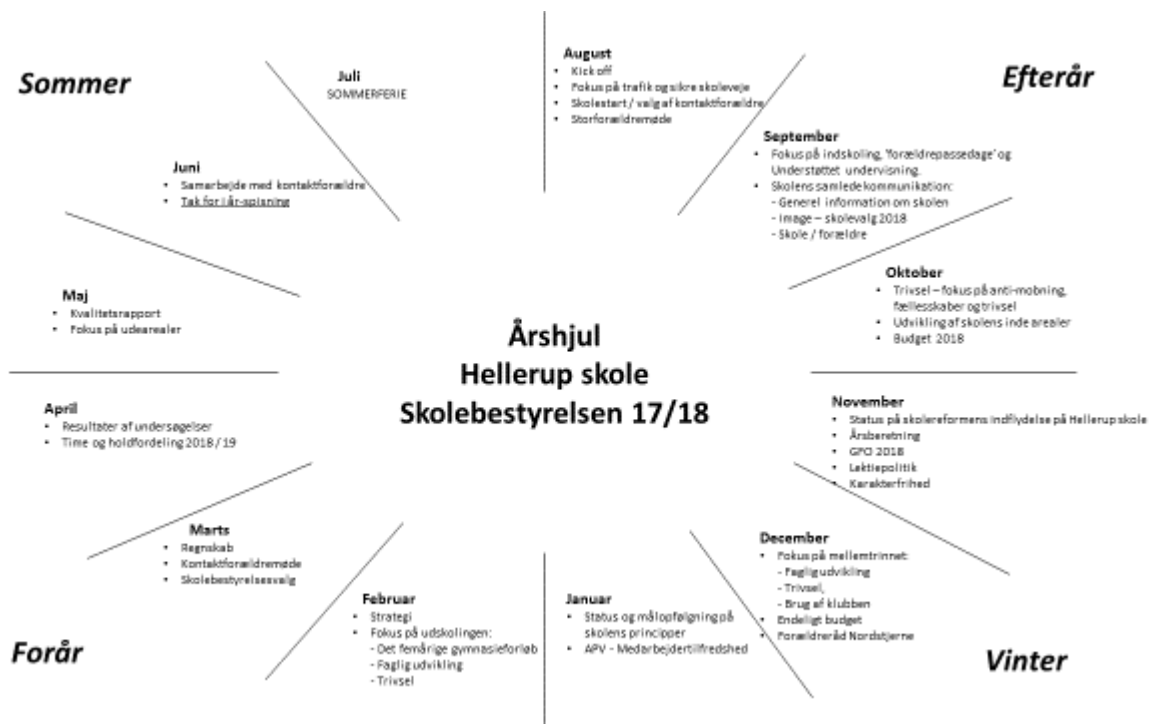 Sommer
Juli
SOMMERFERIE
August
• Kick off
• Fokus på trafik og sikre skoleveje
• Skolestart / valg af kontaktforældre
• Storforældremøde
Efterår
September
• Fokus på indskoling, 'forældrepassedage' og
Understøttet undervisning.
• Skolens samlede kommunikation:
- Generel information om skolen
- Image – skolevalg 2018
- Skole / forældre
Juni
• Samarbejde med kontaktforældre
• Tak for i år-spisning
Oktober
• Trivsel – fokus på anti-mobning,
fællesskaber og trivsel
• Udvikling af skolens inde arealer
• Budget 2018
Maj
• Kvalitetsrapport
• Fokus på udearealer
Årshjul
Hellerup skole
Skolebestyrelsen 17/18
November
• Status på skolereformens indflydelse på Hellerup skole
• Årsberetning
• GFO 2018
• Lektiepolitik
• Karakterfrihed
April
• Resultater af undersøgelser
• Time og holdfordeling 2018 / 19
Marts
• Regnskab
• Kontaktforældremøde
• Skolebestyrelsesvalg
December
• Fokus på mellemtrinnet:
- Faglig udvikling
- Trivsel,
- Brug af klubben
• Endeligt budget
• Forældreråd Nordstjerne
Februar
• Strategi
• Fokus på udskolingen:
- Det femårige gymnasieforløb
- Faglig udvikling
- Trivsel
Januar
• Status og målopfølgning på
skolens principper
• APV - Medarbejdertilfredshed
Forår
Vinter